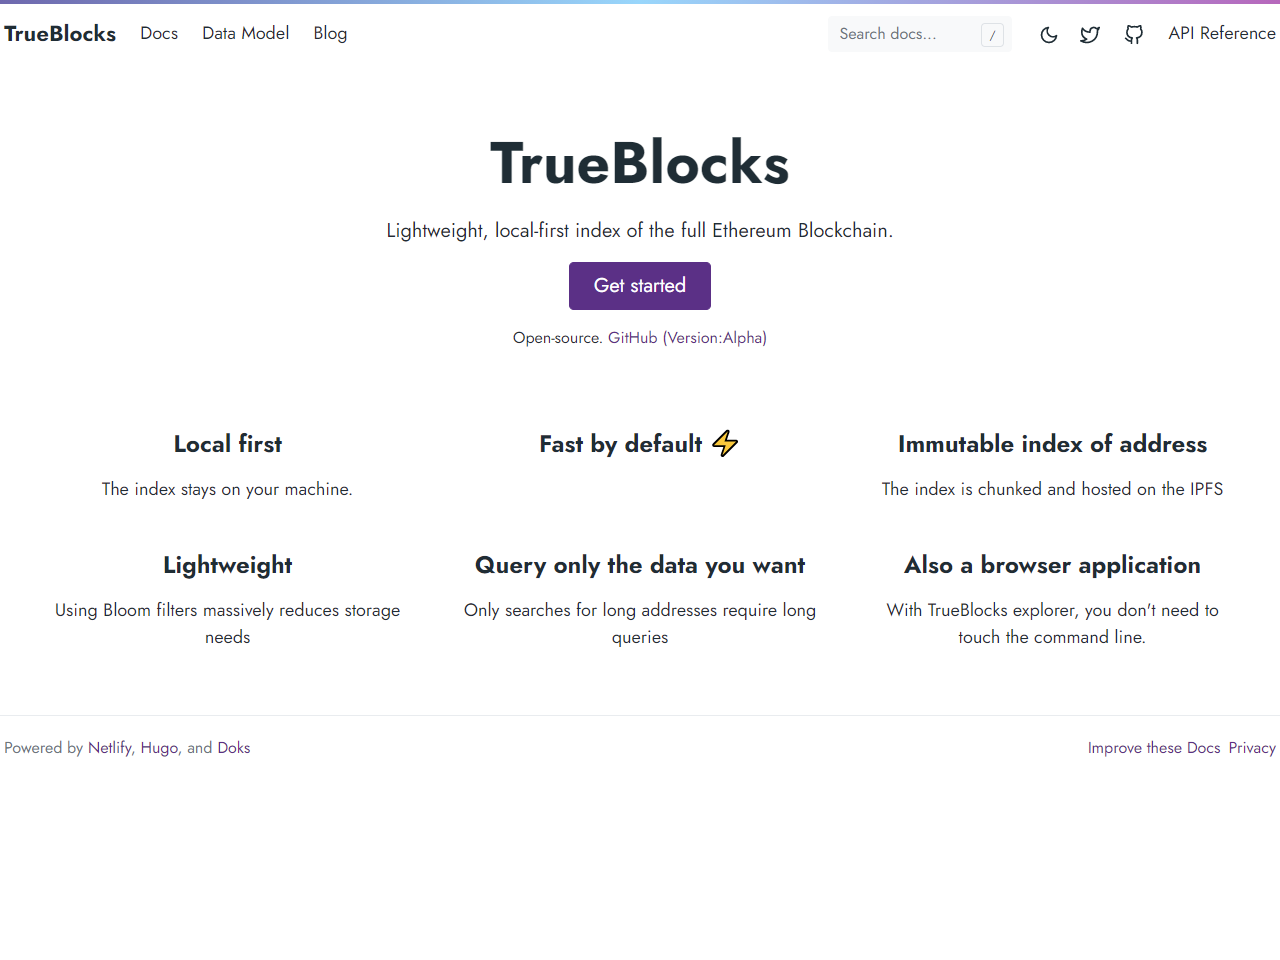 TrueBlocks Docs Data Model Blog Search docs... / API Reference
TrueBlocks
Lightweight, local-first index of the full Ethereum Blockchain.
Get started
Open-source. GitHub (Version:Alpha)
Local first
The index stays on your machine.
Fast by default ⚡
Immutable index of address
The index is chunked and hosted on the IPFS
Lightweight
Using Bloom filters massively reduces storage
needs
Query only the data you want
Only searches for long addresses require long
queries
Also a browser application
With TrueBlocks explorer, you don't need to
touch the command line.
Powered by Netlify, Hugo, and Doks
Improve these Docs Privacy